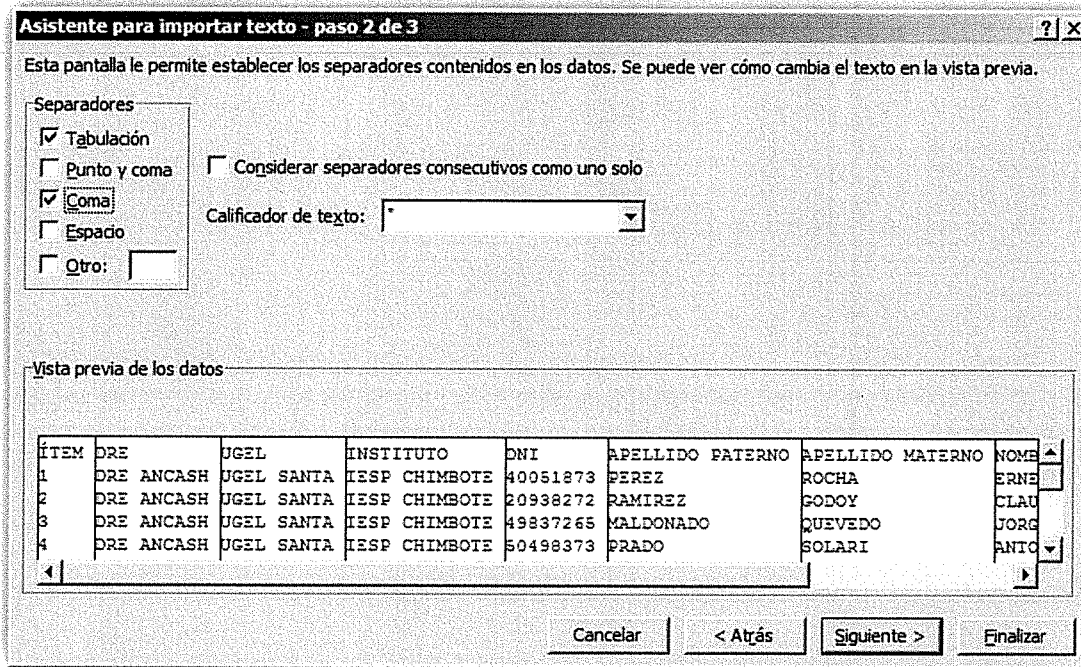 Asistente para importar texto - paso 2 de 3
Esta pantalla le permite establecer los separadores contenidos en los datos. Se puede ver cómo cambia el texto en la vista previa.
Separadores
Tabulación
Punto y coma
Coma
Espacio
Otro:
Considerar separadores consecutivos como uno solo
Calificador de texto: "
Vista previa de los datos
ÍTEM DRE UGEL INSTITUTO DNI APELLIDO PATERNO APELLIDO MATERNO NOMB
1 DRE ANCASH UGEL SANTA IESP CHIMBOTE 40051873 PEREZ ROCHA ERNE
2 DRE ANCASH UGEL SANTA IESP CHIMBOTE 20938272 RAMIREZ GODOY CLAU
3 DRE ANCASH UGEL SANTA IESP CHIMBOTE 49837265 MALDONADO QUEVEDO JORG
4 DRE ANCASH UGEL SANTA IESP CHIMBOTE 50498373 PRADO SOLARI ANTO
Cancelar
< Atrás
Siguiente >
Finalizar